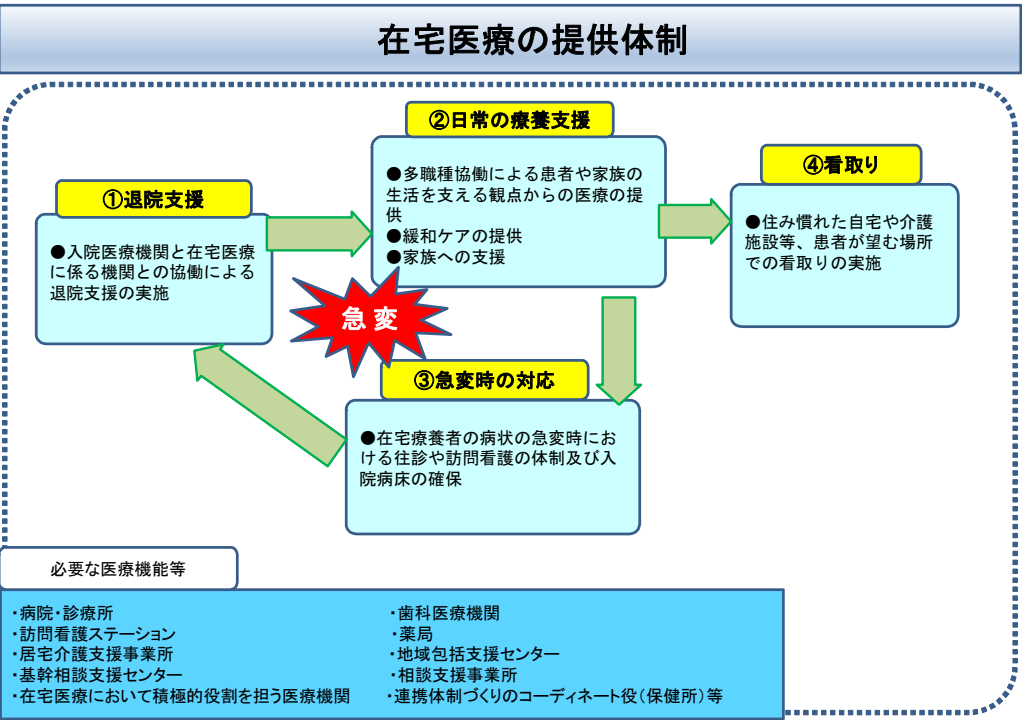 在宅医療の提供体制
①退院支援
●入院医療機関と在宅医療
に係る機関との協働による
退院支援の実施
②日常の療養支援
●多職種協働による患者や家族の
生活を支える観点からの医療の提
供
●緩和ケアの提供
●家族への支援
④看取り
●住み慣れた自宅や介護
施設等、患者が望む場所
での看取りの実施
急変
③急変時の対応
●在宅療養者の病状の急変時にお
ける往診や訪問看護の体制及び入
院病床の確保
必要な医療機能等
・病院・診療所
・訪問看護ステーション
・居宅介護支援事業所
・基幹相談支援センター
・在宅医療において積極的役割を担う医療機関
・歯科医療機関
・薬局
・地域包括支援センター
・相談支援事業所
・連携体制づくりのコーディネート役（保健所）等